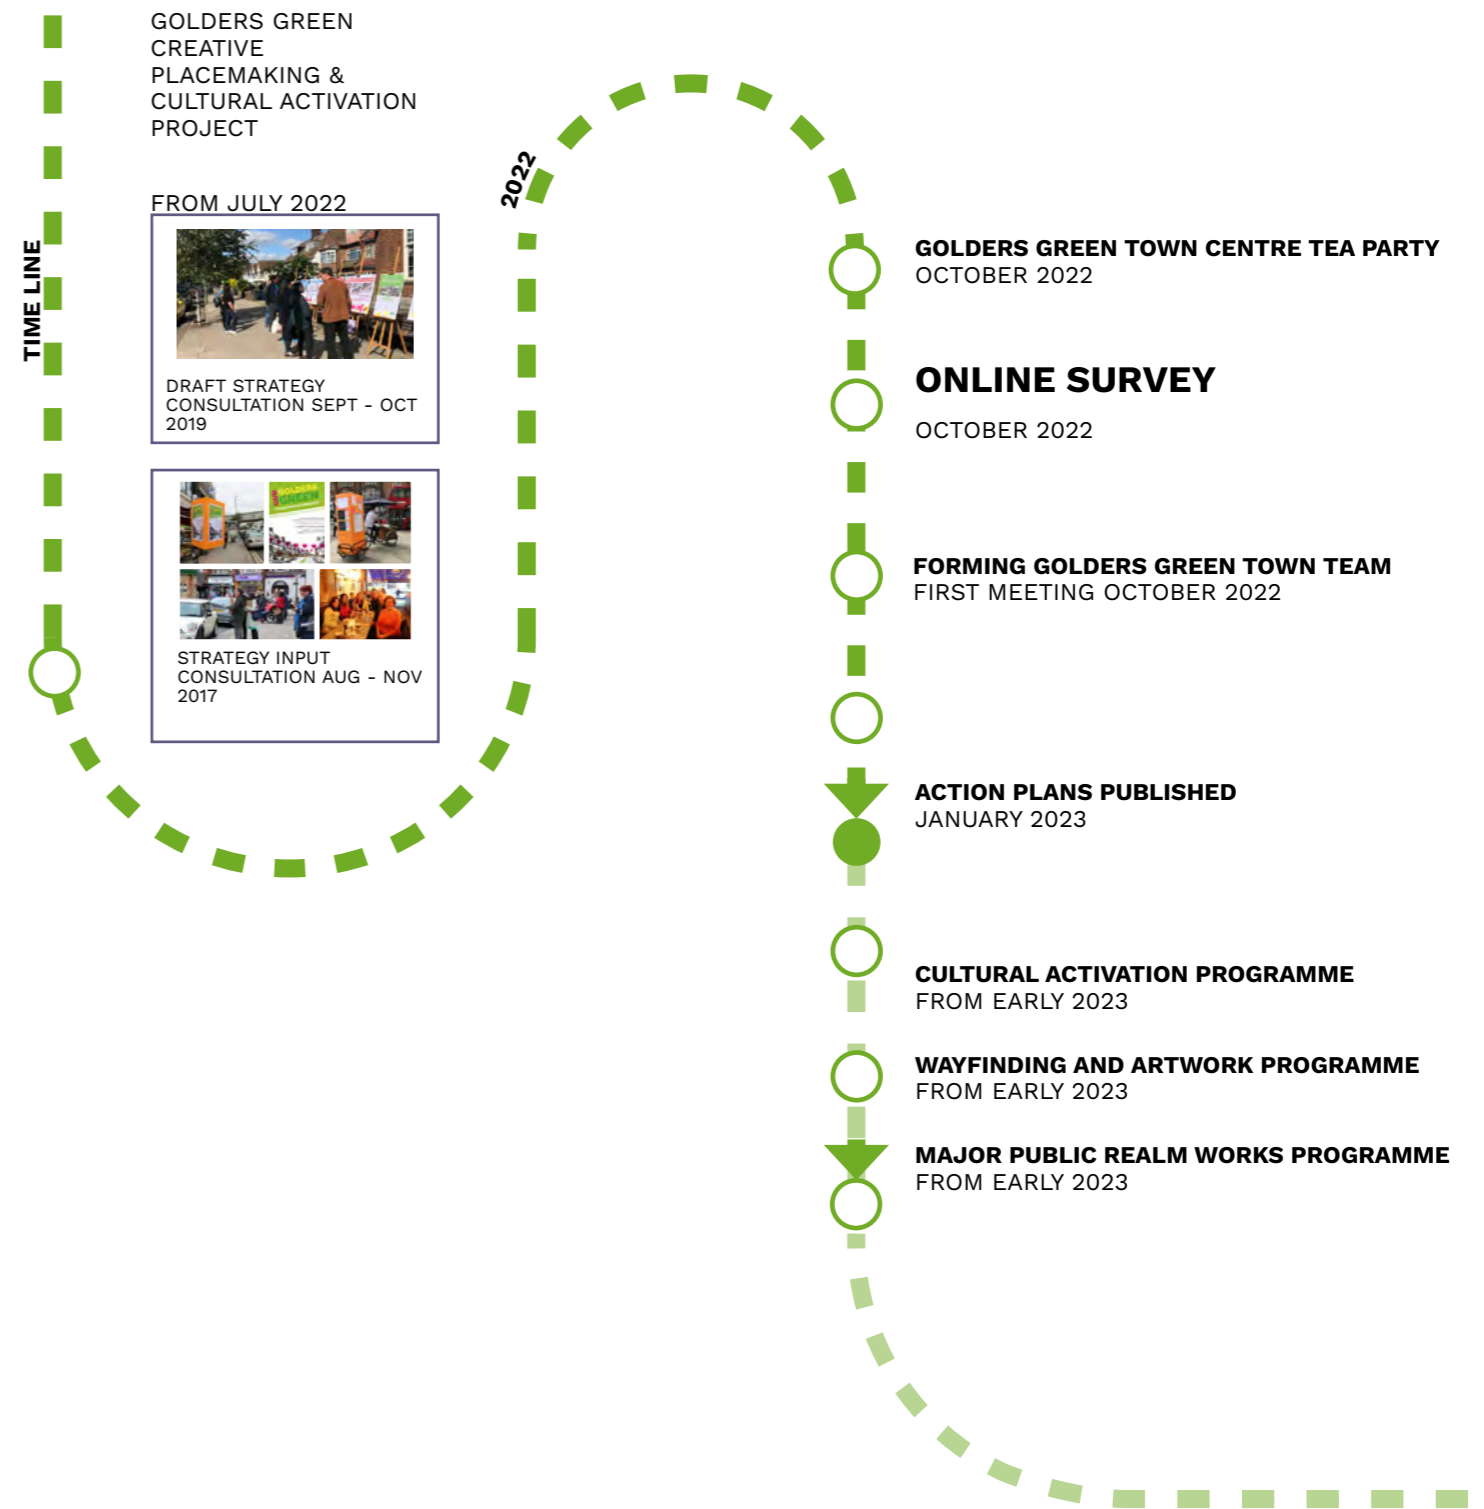 GOLDERS GREEN
CREATIVE
PLACEMAKING &
CULTURAL ACTIVATION
PROJECT
FROM JULY 2022
TIME LINE
DRAFT STRATEGY
CONSULTATION SEPT - OCT
2019
GOLDERS
GREEN
STRATEGY INPUT
CONSULTATION AUG - NOV
2017
2022
GOLDERS GREEN TOWN CENTRE TEA PARTY
OCTOBER 2022
ONLINE SURVEY
OCTOBER 2022
FORMING GOLDERS GREEN TOWN TEAM
FIRST MEETING OCTOBER 2022
ACTION PLANS PUBLISHED
JANUARY 2023
CULTURAL ACTIVATION PROGRAMME
FROM EARLY 2023
WAYFINDING AND ARTWORK PROGRAMME
FROM EARLY 2023
MAJOR PUBLIC REALM WORKS PROGRAMME
FROM EARLY 2023